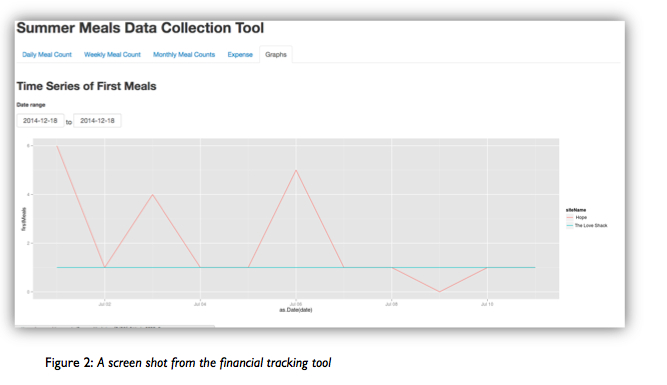 Summer Meals Data Collection Tool
Daily Meal Count Weekly Meal Count Monthly Meal Counts Expense Graphs
Time Series of First Meals
Date range
2014-12-18 to 2014-12-18
6
4
firstMeals
2
0
siteName
Hope
The Love Shack
Jul 02 Jul 04 Jul 06 Jul 08 Jul 10
as.Date(date)
Figure 2: A screen shot from the financial tracking tool